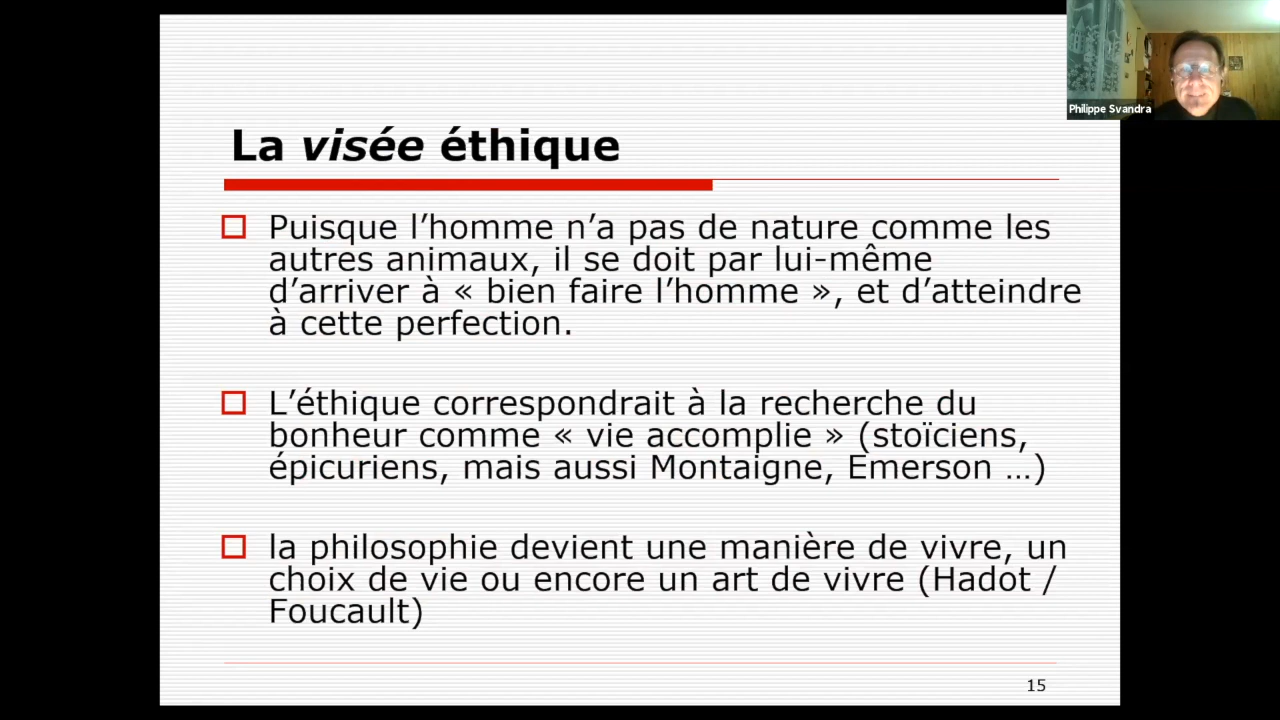 Philippe Svandra
La visée éthique
Puisque l’homme n’a pas de nature comme les
autres animaux, il se doit par lui-même
d’arriver à « bien faire l’homme », et d’atteindre
à cette perfection.
L’éthique correspondrait à la recherche du
bonheur comme « vie accomplie » (stoïciens,
épicuriens, mais aussi Montaigne, Emerson …)
la philosophie devient une manière de vivre, un
choix de vie ou encore un art de vivre (Hadot /
Foucault)
15